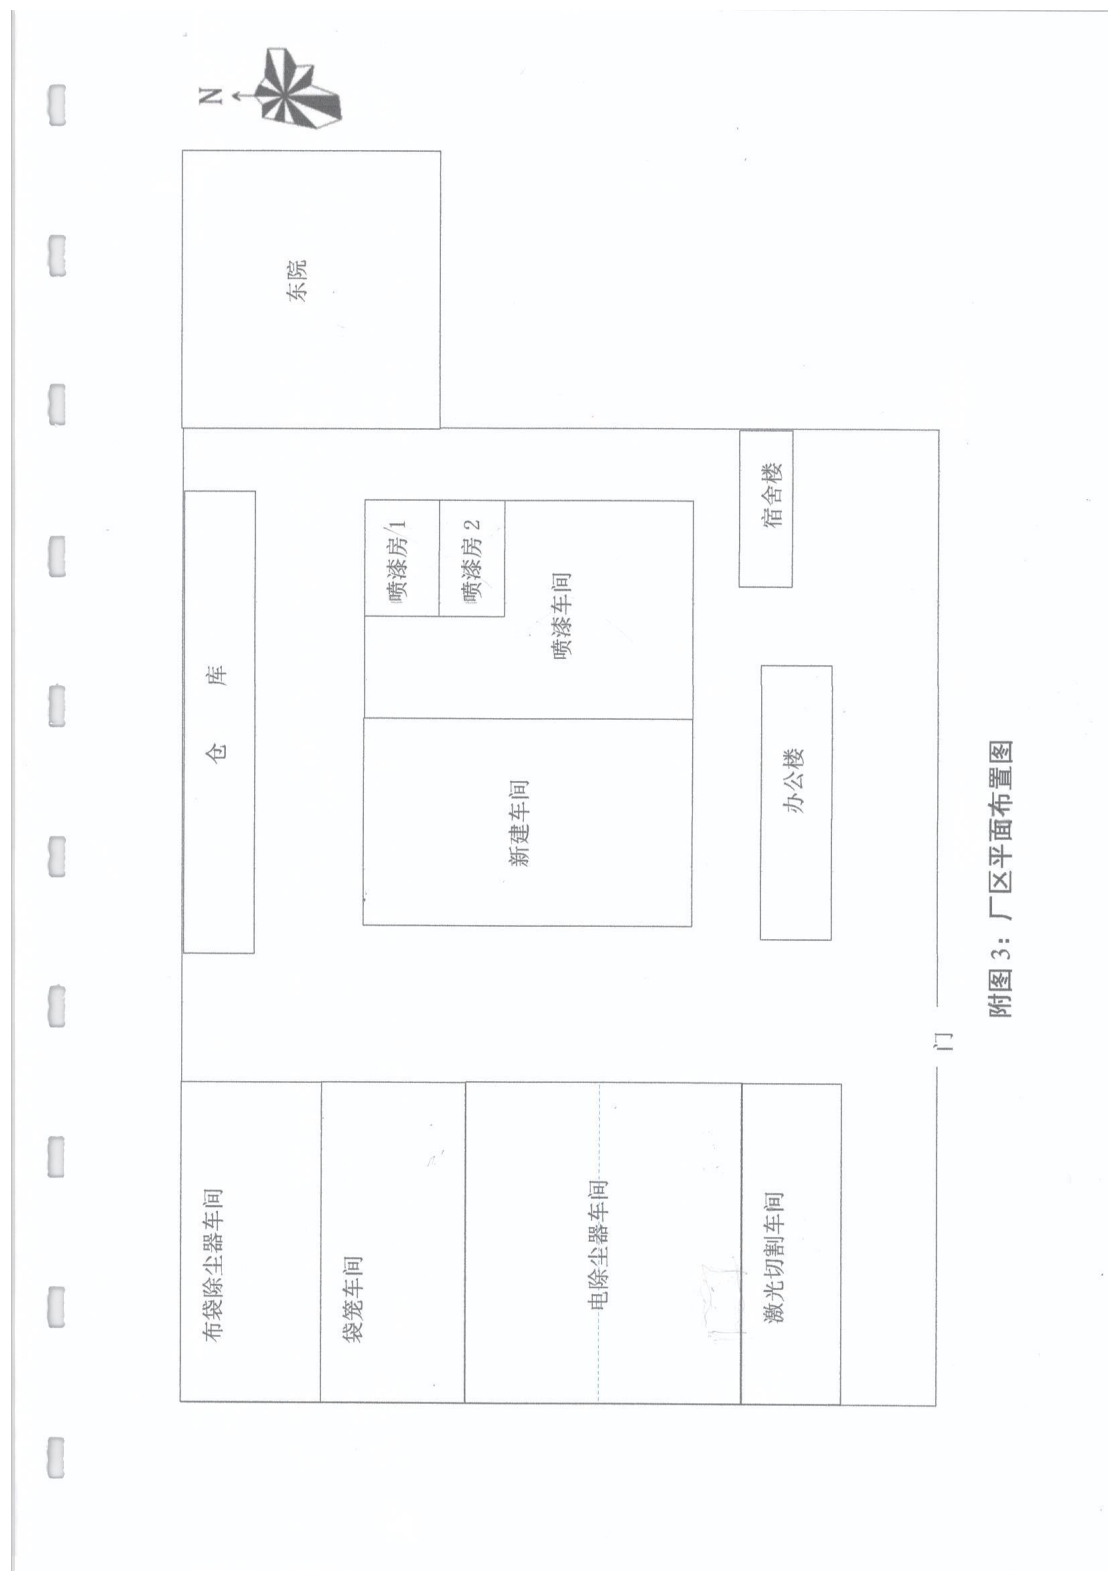 N
东院
仓 库
喷漆房 1
喷漆房 2
喷漆车间
新建车间
宿舍楼
办公楼
布袋除尘器车间
袋笼车间
电除尘器车间
激光切割车间
门
附图 3：厂区平面布置图